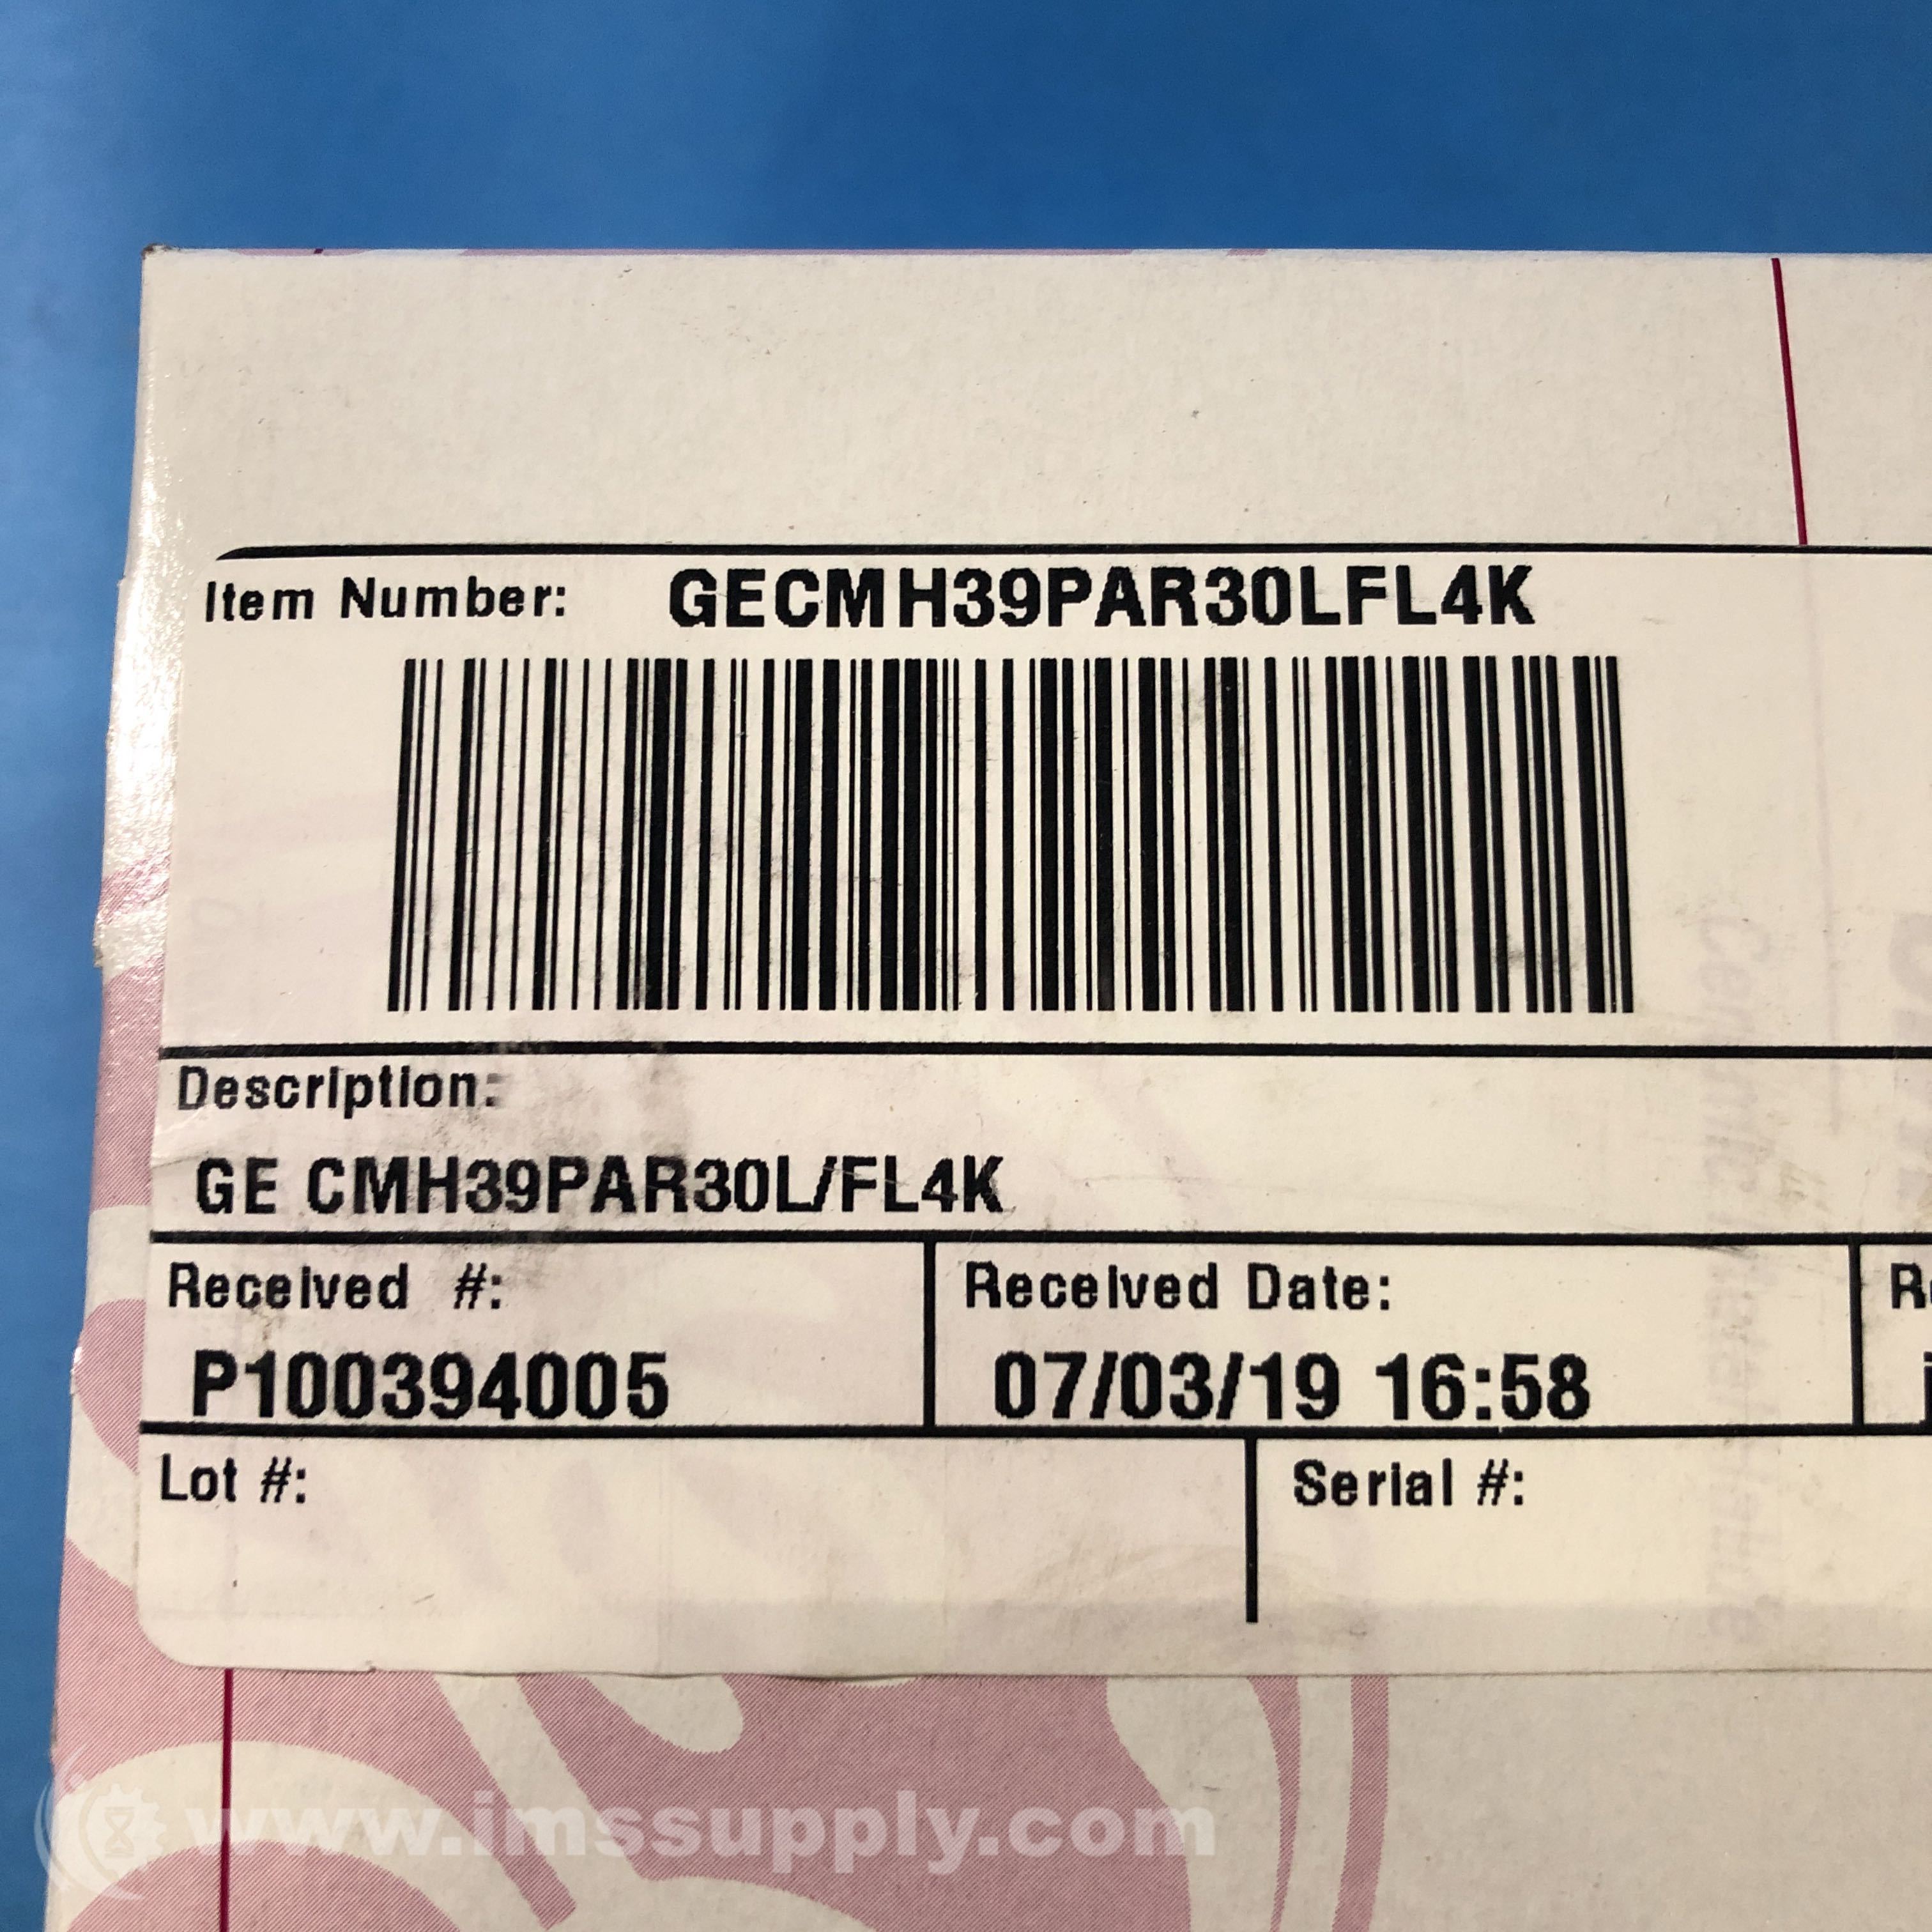 Item Number: GECMH39PAR30LFL4K
Description:
GE CMH39PAR30L/FL4K
Received #: Received Date:
P100394005 07/03/19 16:58
Lot #: Serial #:
www.imssupply.com